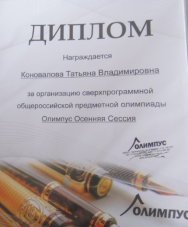 ДИПЛОМ
Награждается
Коновалова Татьяна Владимировна
за организацию сверхпрограммной
общероссийской предметной олимпиады
Олимпус Осенняя Сессия
ОЛИМПУС
ОЛИМПУС